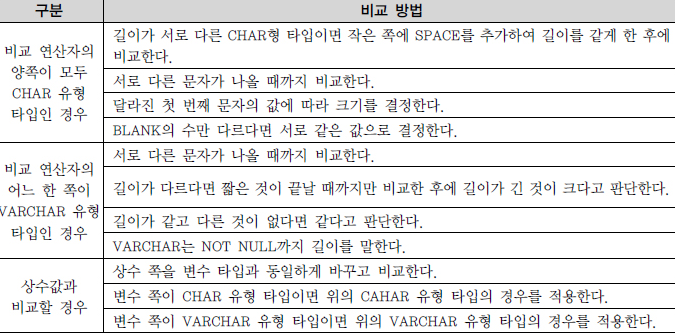 구분
비교 방법
비교 연산자의
양쪽이 모두
CHAR 유형
타입인 경우
길이가 서로 다른 CHAR형 타입이면 작은 쪽에 SPACE를 추가하여 길이를 같게 한 후에
비교한다.
서로 다른 문자가 나올 때까지 비교한다.
달라진 첫 번째 문자의 값에 따라 크기를 결정한다.
BLANK의 수만 다르다면 서로 같은 값으로 결정한다.
비교 연산자의
어느 한 쪽이
VARCHAR 유형
타입인 경우
서로 다른 문자가 나올 때까지 비교한다.
길이가 다르다면 짧은 것이 끝날 때까지만 비교한 후에 길이가 긴 것이 크다고 판단한다.
길이가 같고 다른 것이 없다면 같다고 판단한다.
VARCHAR는 NOT NULL까지 길이를 말한다.
상수값과
비교할 경우
상수 쪽을 변수 타입과 동일하게 바꾸고 비교한다.
변수 쪽이 CHAR 유형 타입이면 위의 CAHAR 유형 타입의 경우를 적용한다.
변수 쪽이 VARCHAR 유형 타입이면 위의 VARCHAR 유형 타입의 경우를 적용한다.